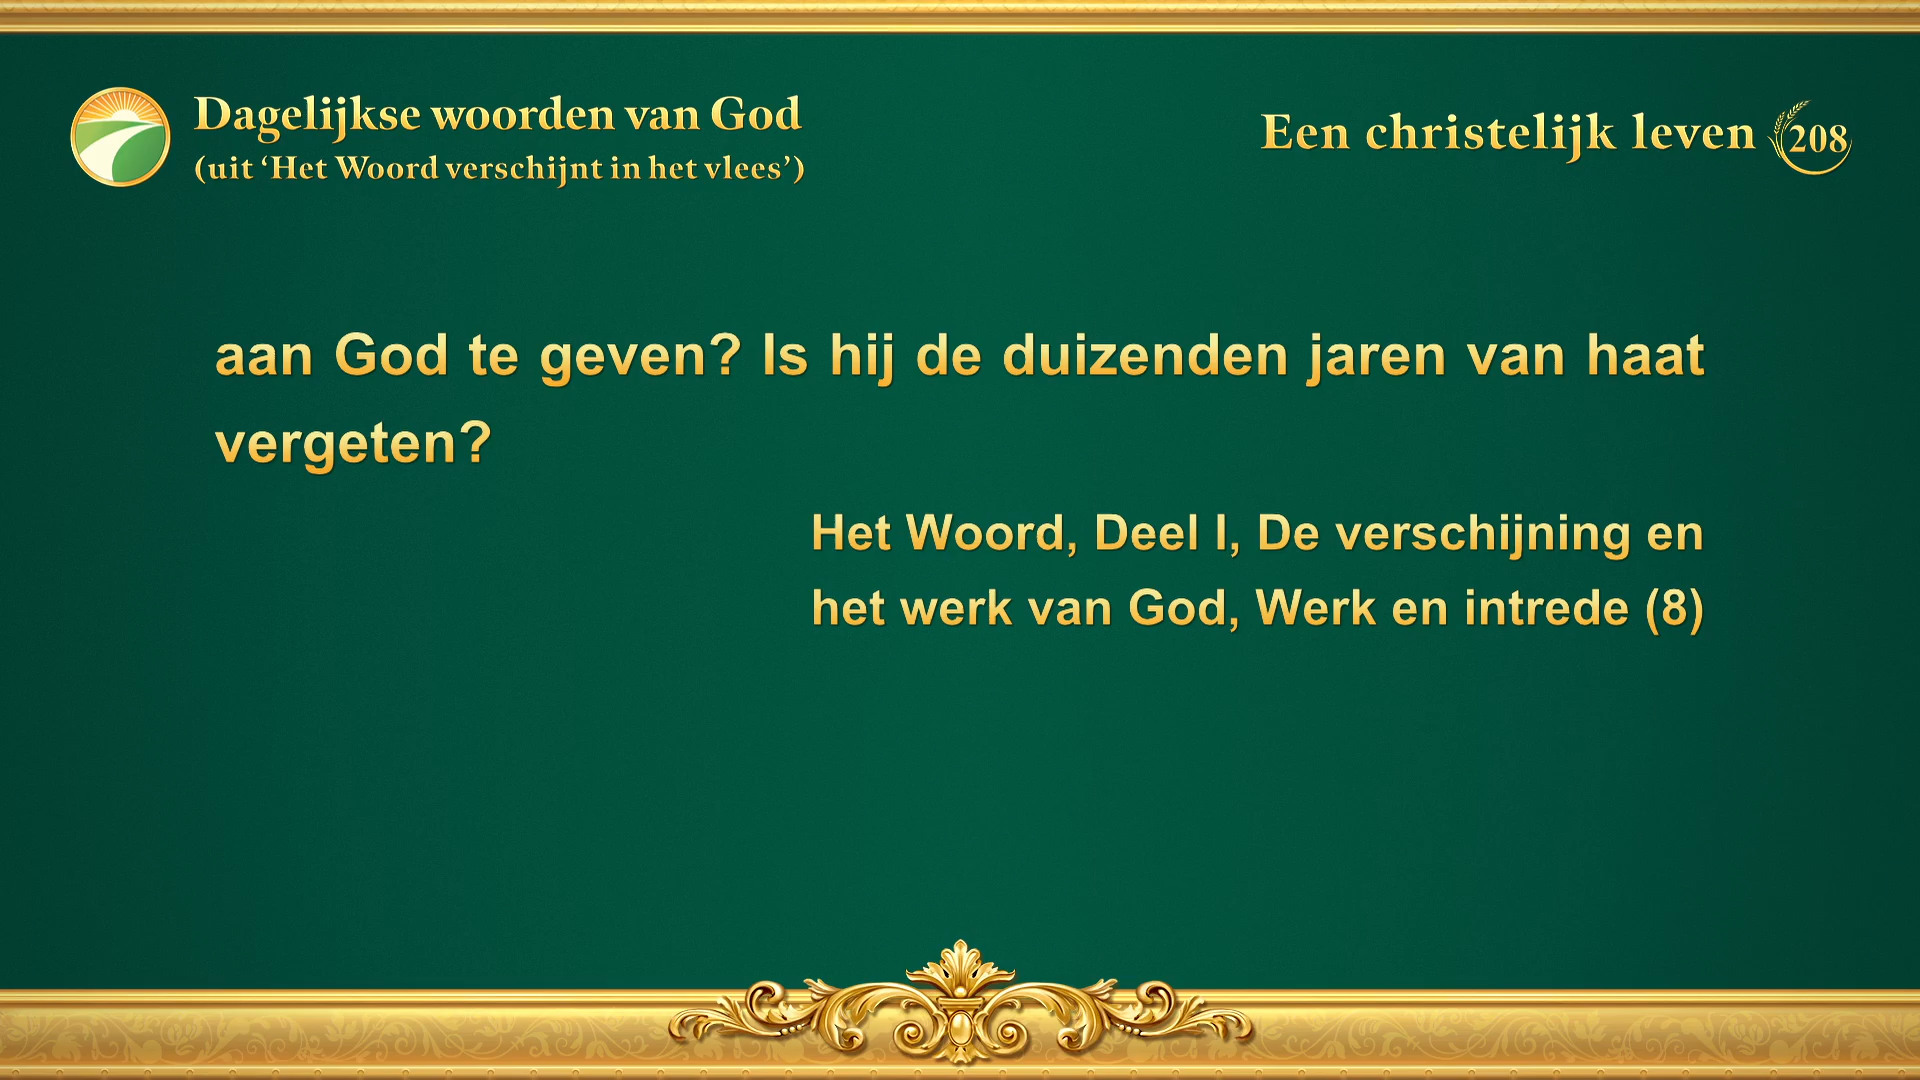 Dagelijkse woorden van God
(uit ‘Het Woord verschijnt in het vlees’)
Een christelijk leven 208
aan God te geven? Is hij de duizenden jaren van haat
vergeten?
Het Woord, Deel I, De verschijning en
het werk van God, Werk en intrede (8)